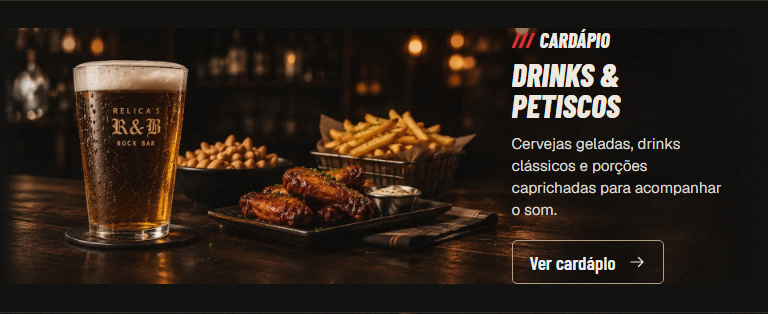 RELICA'S
R&B
ROCK BAR
/// CARDÁPIO
DRINKS &
PETISCOS
Cervejas geladas, drinks
clássicos e porções
caprichadas para acompanhar
o som.
Ver cardápio →